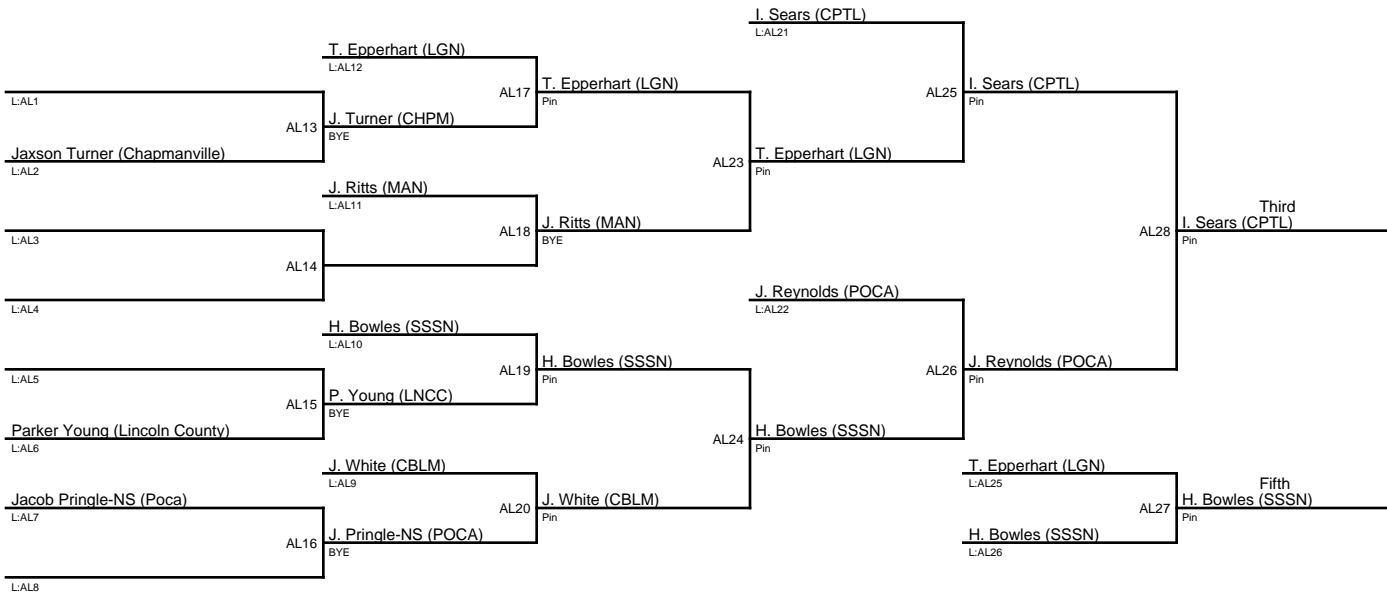 I. Sears (CPTL)
L:AL21
T. Epperhart (LGN)
L:AL12
AL17
T. Epperhart (LGN)
Pin
AL25
I. Sears (CPTL)
Pin
L:AL1
AL13
J. Turner (CHPM)
BYE
Jaxson Turner (Chapmanville)
L:AL2
AL23
T. Epperhart (LGN)
Pin
J. Ritts (MAN)
L:AL11
AL18
J. Ritts (MAN)
BYE
AL28
Third
I. Sears (CPTL)
Pin
L:AL3
AL14
L:AL4
J. Reynolds (POCA)
L:AL22
H. Bowles (SSSN)
L:AL10
AL19
H. Bowles (SSSN)
Pin
AL26
J. Reynolds (POCA)
Pin
L:AL5
AL15
P. Young (LNCC)
BYE
Parker Young (Lincoln County)
L:AL6
AL24
H. Bowles (SSSN)
Pin
J. White (CBLM)
L:AL9
T. Epperhart (LGN)
L:AL25
Jacob Pringle-NS (Poca)
L:AL7
AL20
J. White (CBLM)
Pin
AL27
Fifth
H. Bowles (SSSN)
Pin
AL16
J. Pringle-NS (POCA)
BYE
H. Bowles (SSSN)
L:AL26
L:AL8